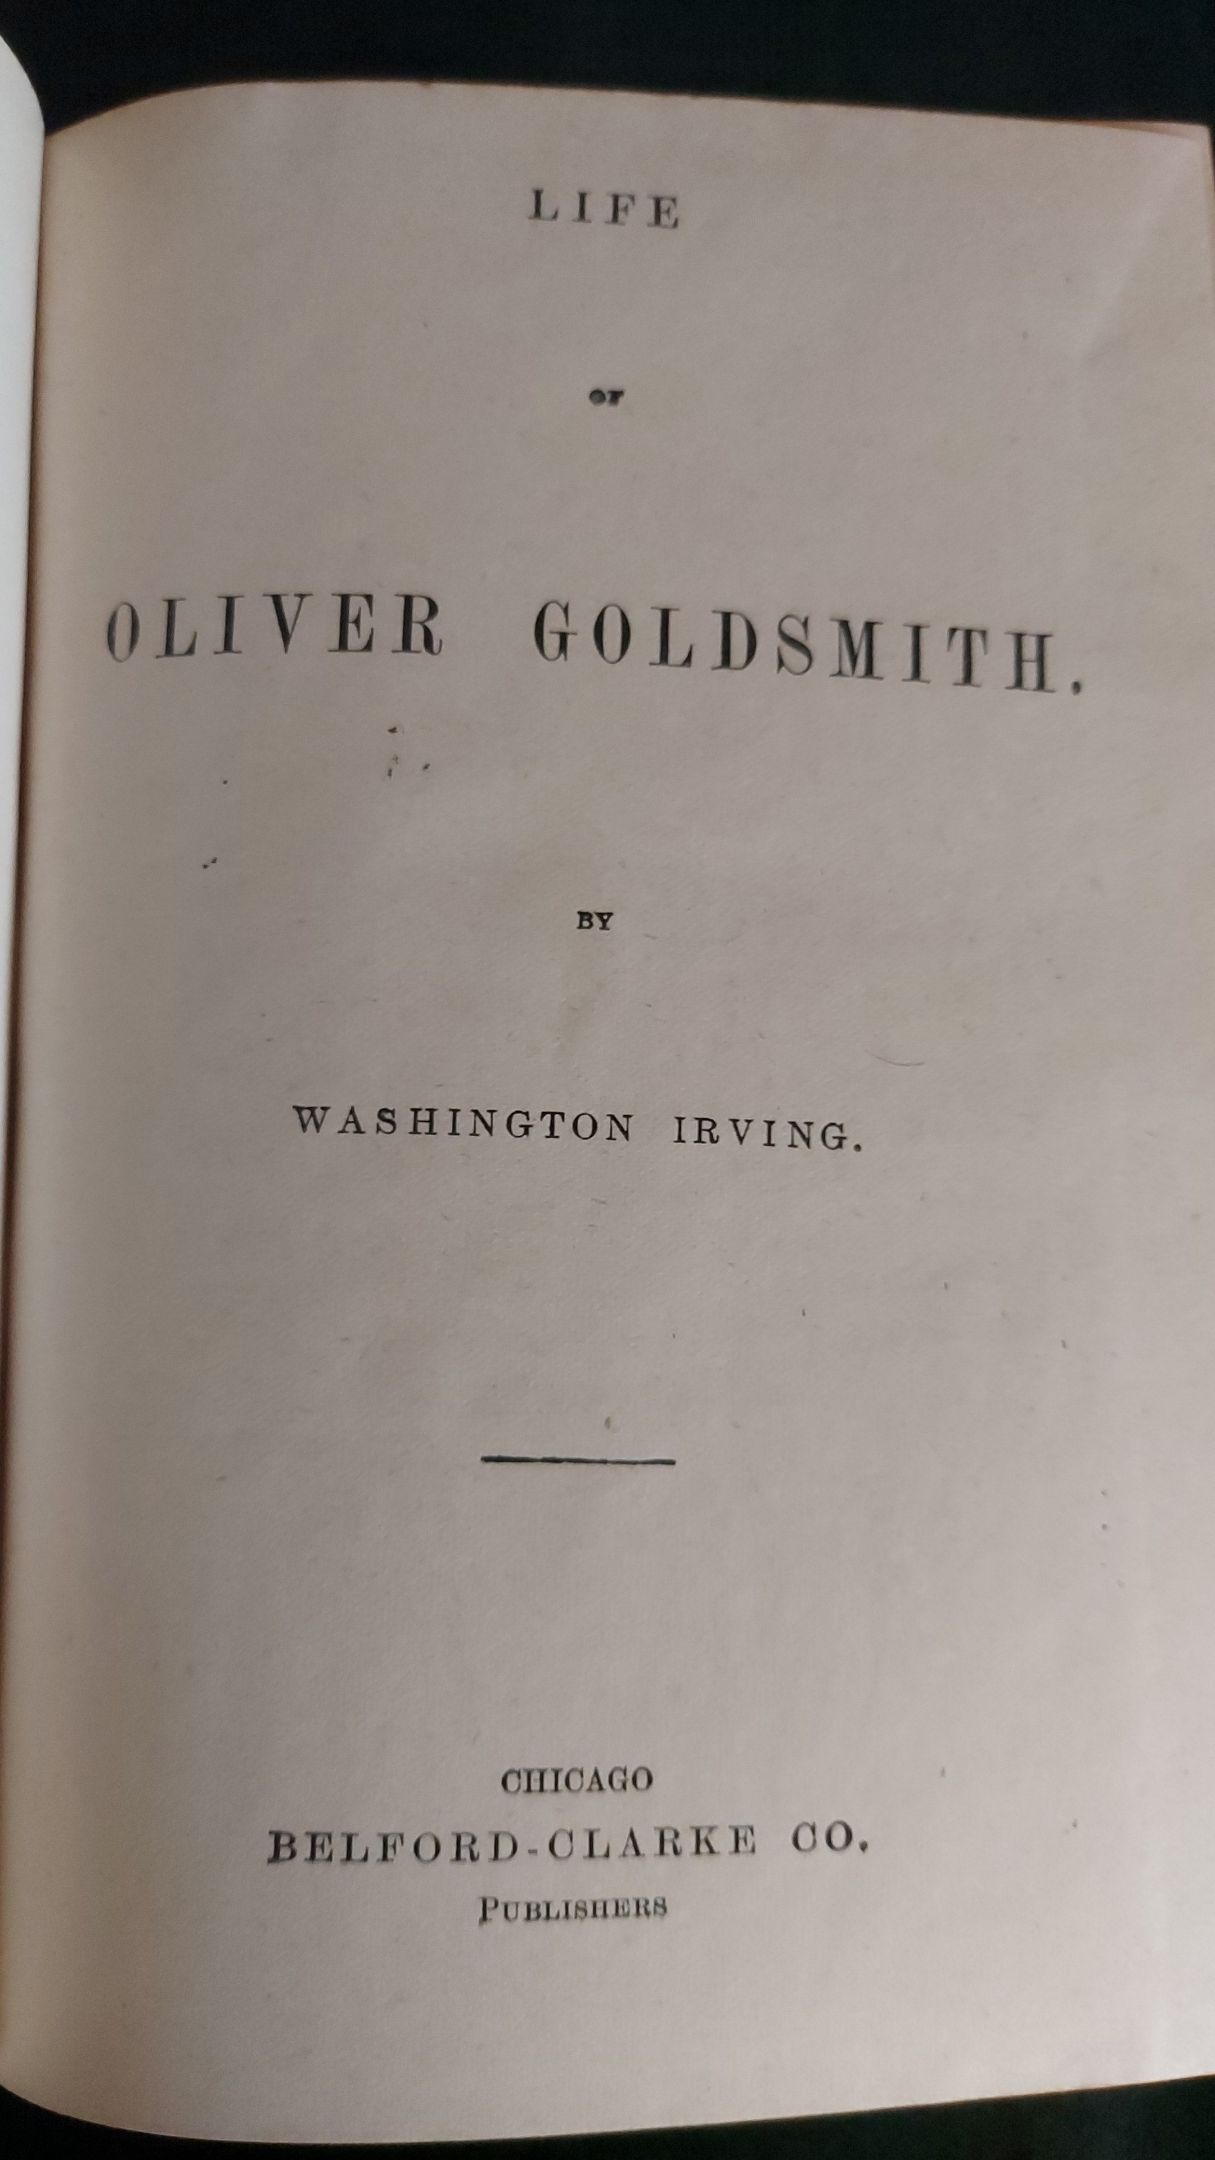 LIFE
OF
OLIVER GOLDSMITH.
BY
WASHINGTON IRVING.
CHICAGO
BELFORD-CLARKE CO.
PUBLISHERS